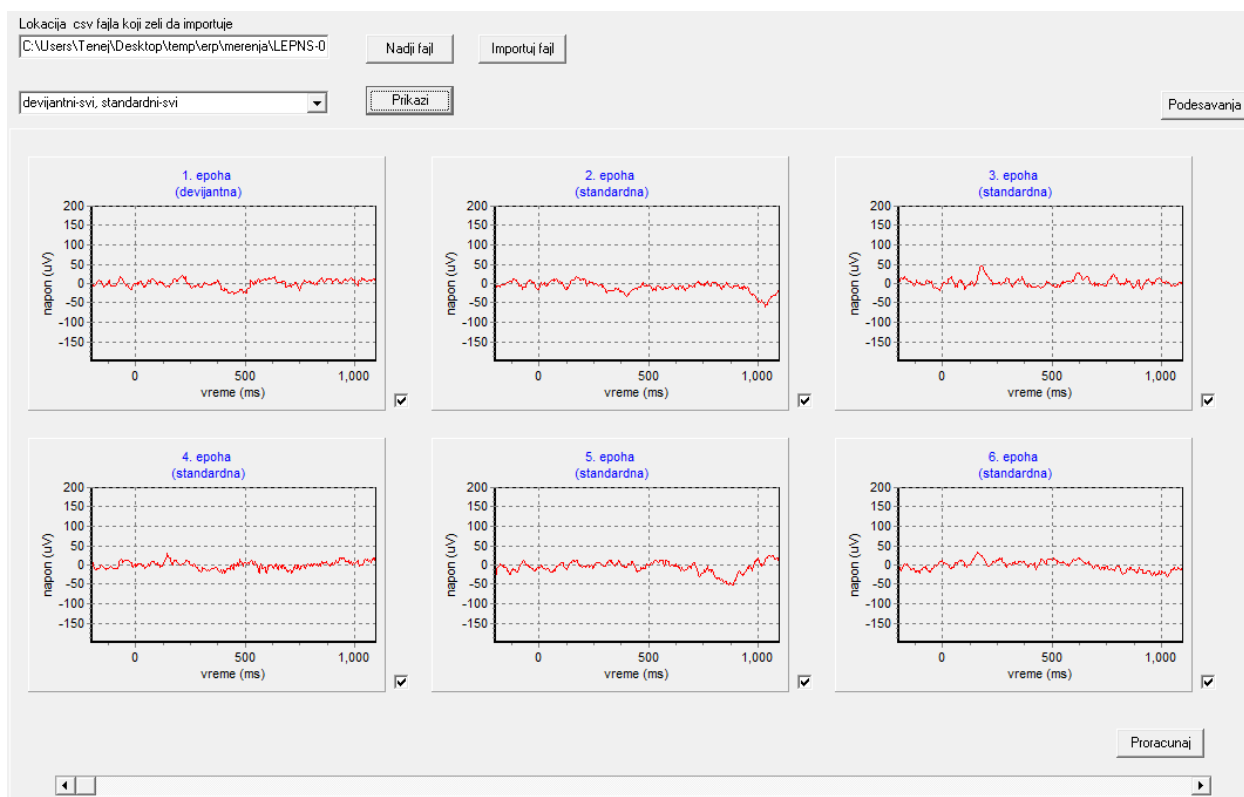 Lokacija csv fajla koji zeli da importuje
C:\Users\Tenej\Desktop\temp\erp\merenja\LEPNS-0
Nadji fajl
Importuj fajl
devijantni-svi, standardni-svi
Prikazi
Podesavanja
1. epoha
(devijantna)
200
150
100
50
0
-50
-100
-150
napon (uV)
0 500 1,000
vreme (ms)
2. epoha
(standardna)
200
150
100
50
0
-50
-100
-150
napon (uV)
0 500 1,000
vreme (ms)
3. epoha
(standardna)
200
150
100
50
0
-50
-100
-150
napon (uV)
0 500 1,000
vreme (ms)
4. epoha
(standardna)
200
150
100
50
0
-50
-100
-150
napon (uV)
0 500 1,000
vreme (ms)
5. epoha
(standardna)
200
150
100
50
0
-50
-100
-150
napon (uV)
0 500 1,000
vreme (ms)
6. epoha
(standardna)
200
150
100
50
0
-50
-100
-150
napon (uV)
0 500 1,000
vreme (ms)
Proracunaj